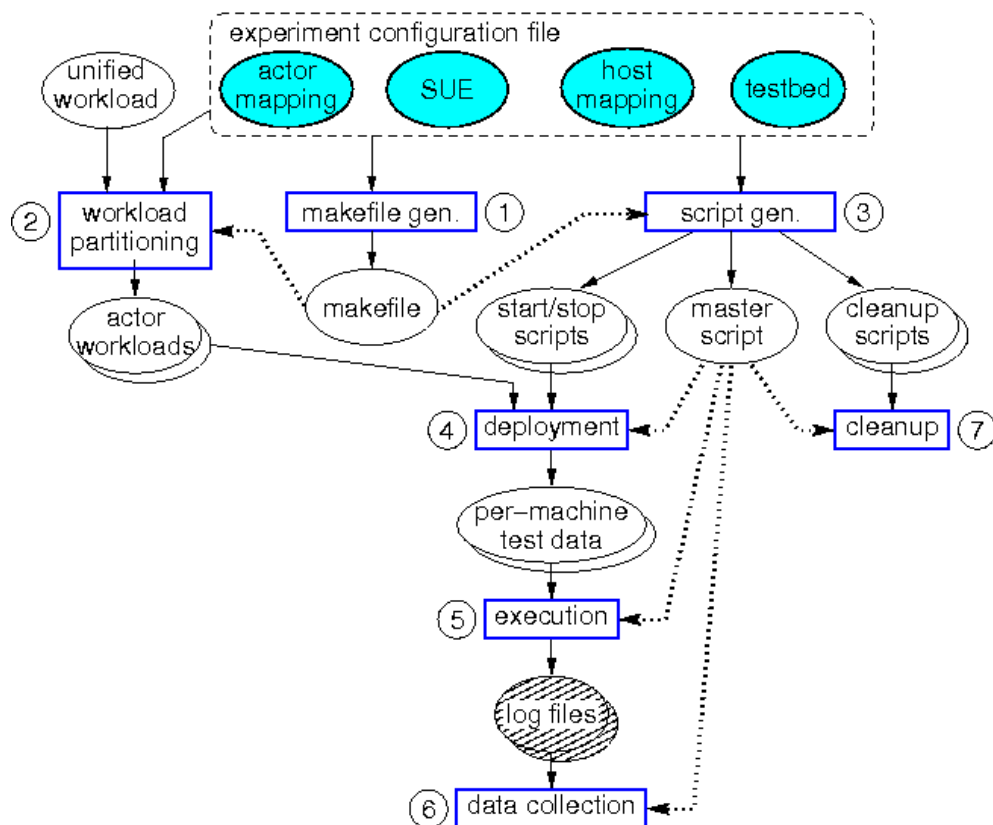 experiment configuration file
unified
workload
actor
mapping
SUE
host
mapping
testbed
2
workload
partitioning
makefile gen.
1
script gen.
3
actor
workloads
makefile
start/stop
scripts
master
script
cleanup
scripts
4
deployment
cleanup
7
per-machine
test data
5
execution
log files
6
data collection